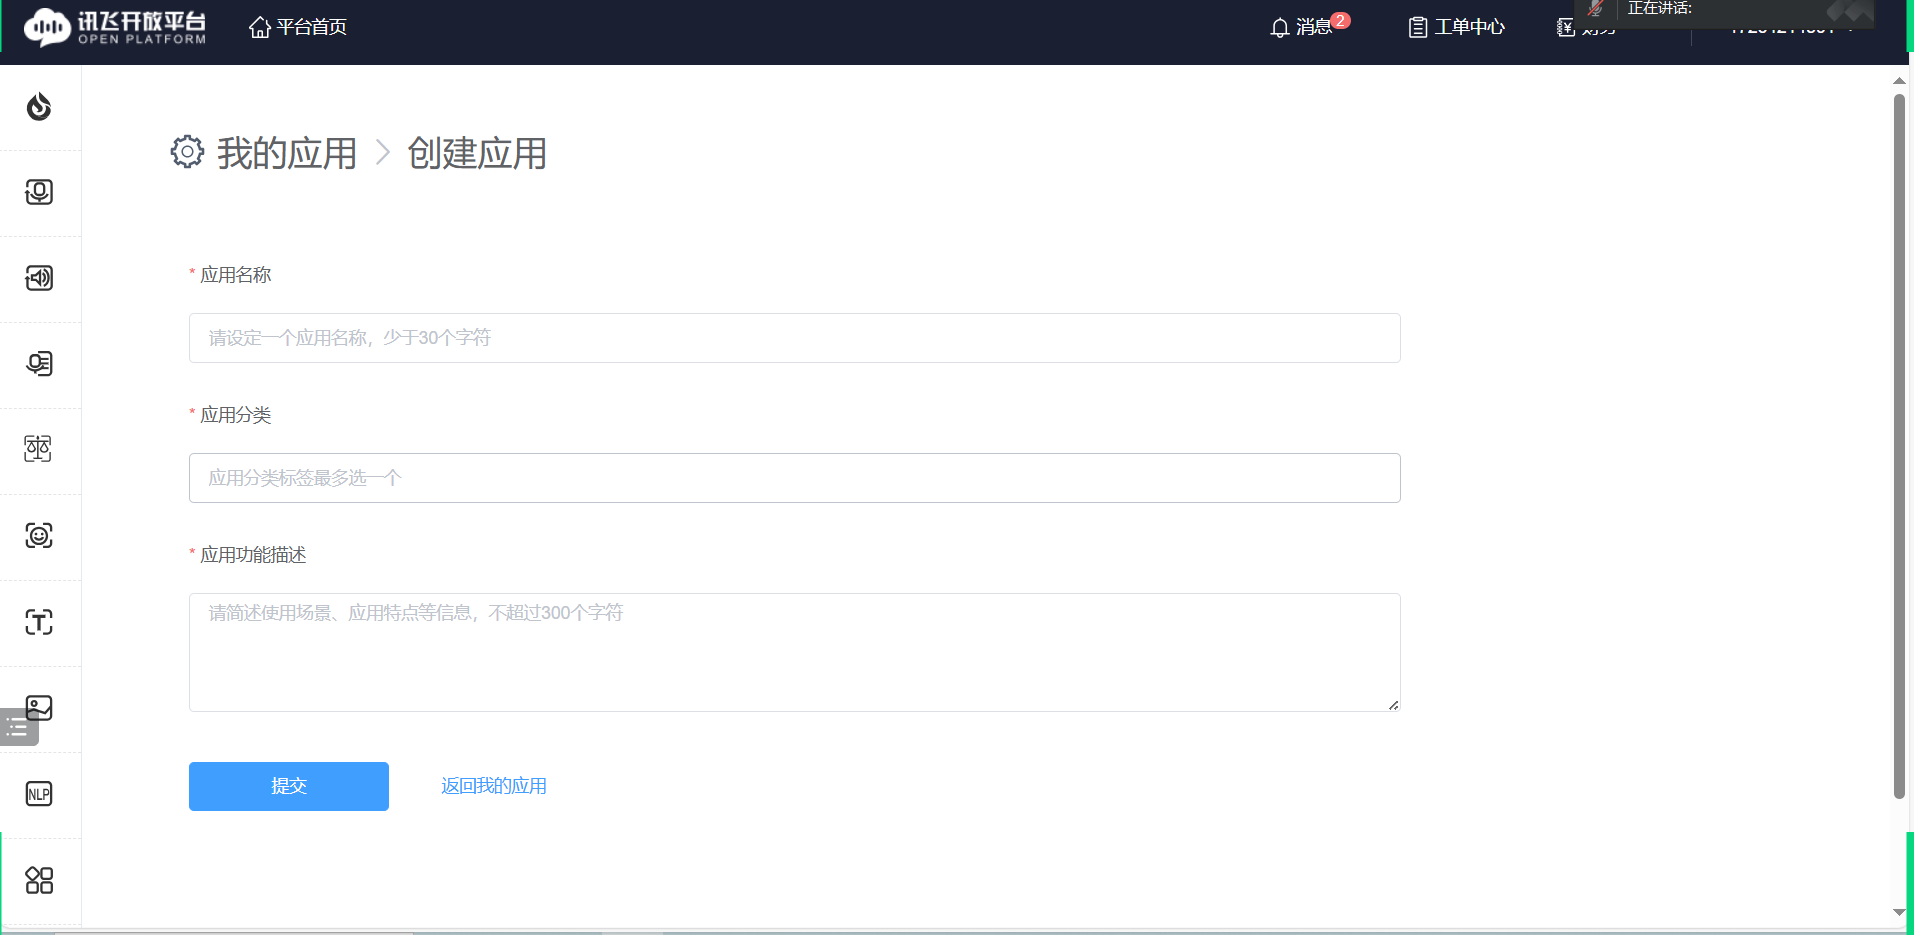 讯飞开放平台
OPEN PLATFORM
平台首页
消息 2
工单中心
正在讲话:
我的应用 > 创建应用
* 应用名称
请设定一个应用名称，少于30个字符
* 应用分类
应用分类标签最多选一个
* 应用功能描述
请简述使用场景、应用特点等信息，不超过300个字符
提交
返回我的应用
T
NLP